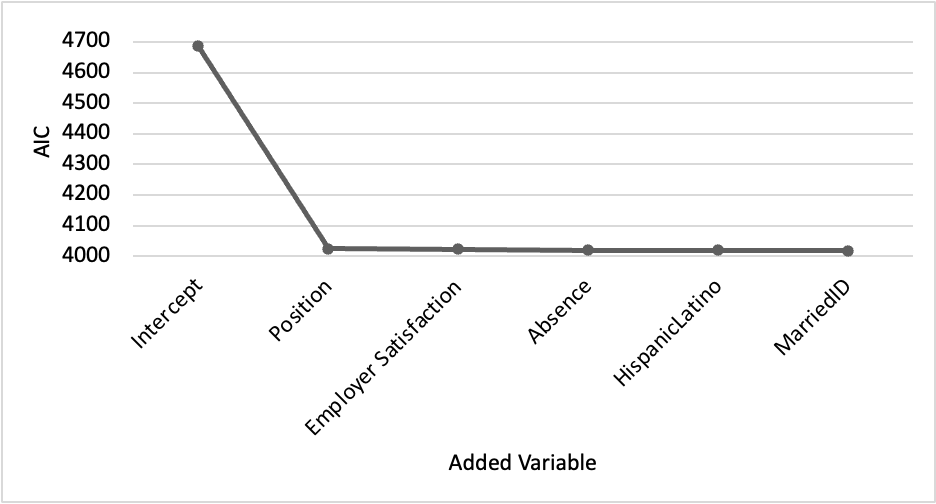 4700
4600
4500
4400
4300
4200
4100
4000
AIC
Intercept
Position
Employer Satisfaction
Absence
HispanicLatino
MarriedID
Added Variable